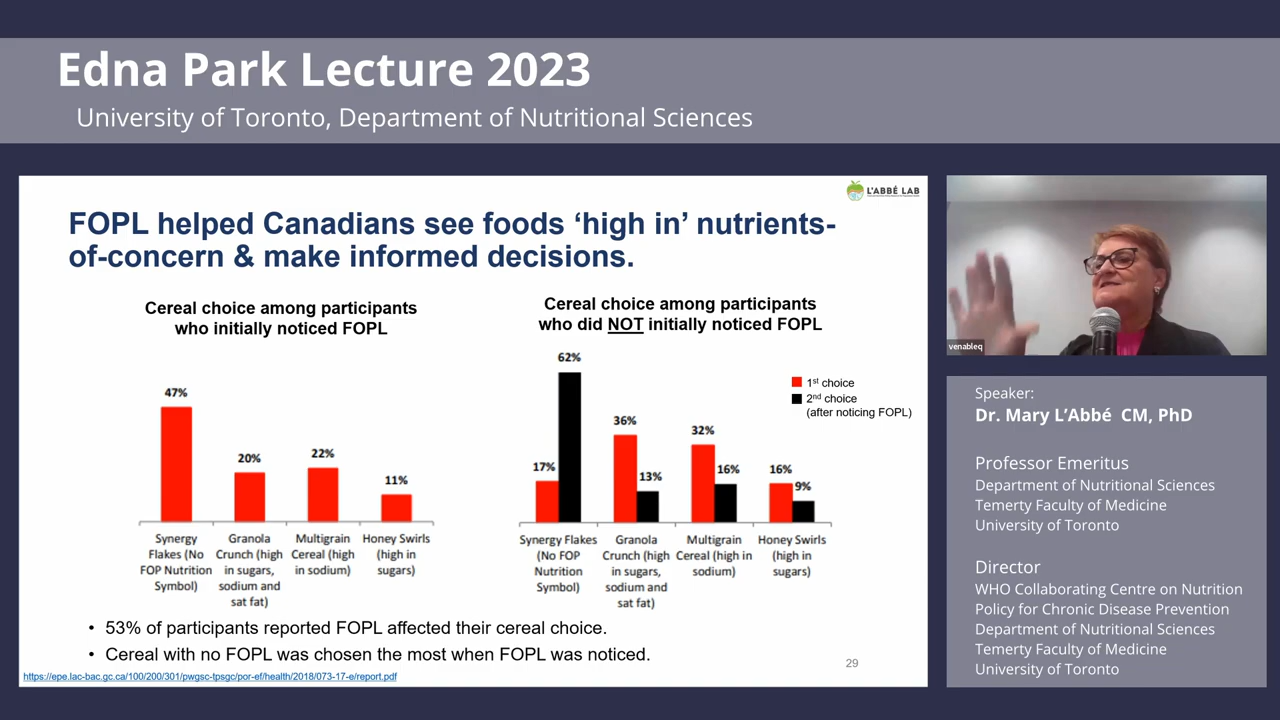 Edna Park Lecture 2023
University of Toronto, Department of Nutritional Sciences
L'ABBÉ LAB
FOPL helped Canadians see foods ‘high in’ nutrients-
of-concern & make informed decisions.
Cereal choice among participants
who initially noticed FOPL
47%
20%
22%
11%
Synergy
Flakes (No
FOP Nutrition
Symbol)
Granola
Crunch (high
in sugars,
sodium and
sat fat)
Multigrain
Cereal (high
in sodium)
Honey Swirls
(high in
sugars)
Cereal choice among participants
who did NOT initially noticed FOPL
1st choice
2nd choice
(after noticing FOPL)
17%
62%
36%
13%
32%
16%
16%
9%
Synergy Flakes
(No FOP
Nutrition
Symbol)
Granola
Crunch (high
in sugars,
sodium and
sat fat)
Multigrain
Cereal (high in
sodium)
Honey Swirls
(high in
sugars)
• 53% of participants reported FOPL affected their cereal choice.
• Cereal with no FOPL was chosen the most when FOPL was noticed.
29
https://epe.lac-bac.gc.ca/100/200/301/pwgsc-tpsgc/por-ef/health/2018/073-17-e/report.pdf
venableq
Speaker:
Dr. Mary L’Abbé CM, PhD
Professor Emeritus
Department of Nutritional Sciences
Temerty Faculty of Medicine
University of Toronto
Director
WHO Collaborating Centre on Nutrition
Policy for Chronic Disease Prevention
Department of Nutritional Sciences
Temerty Faculty of Medicine
University of Toronto